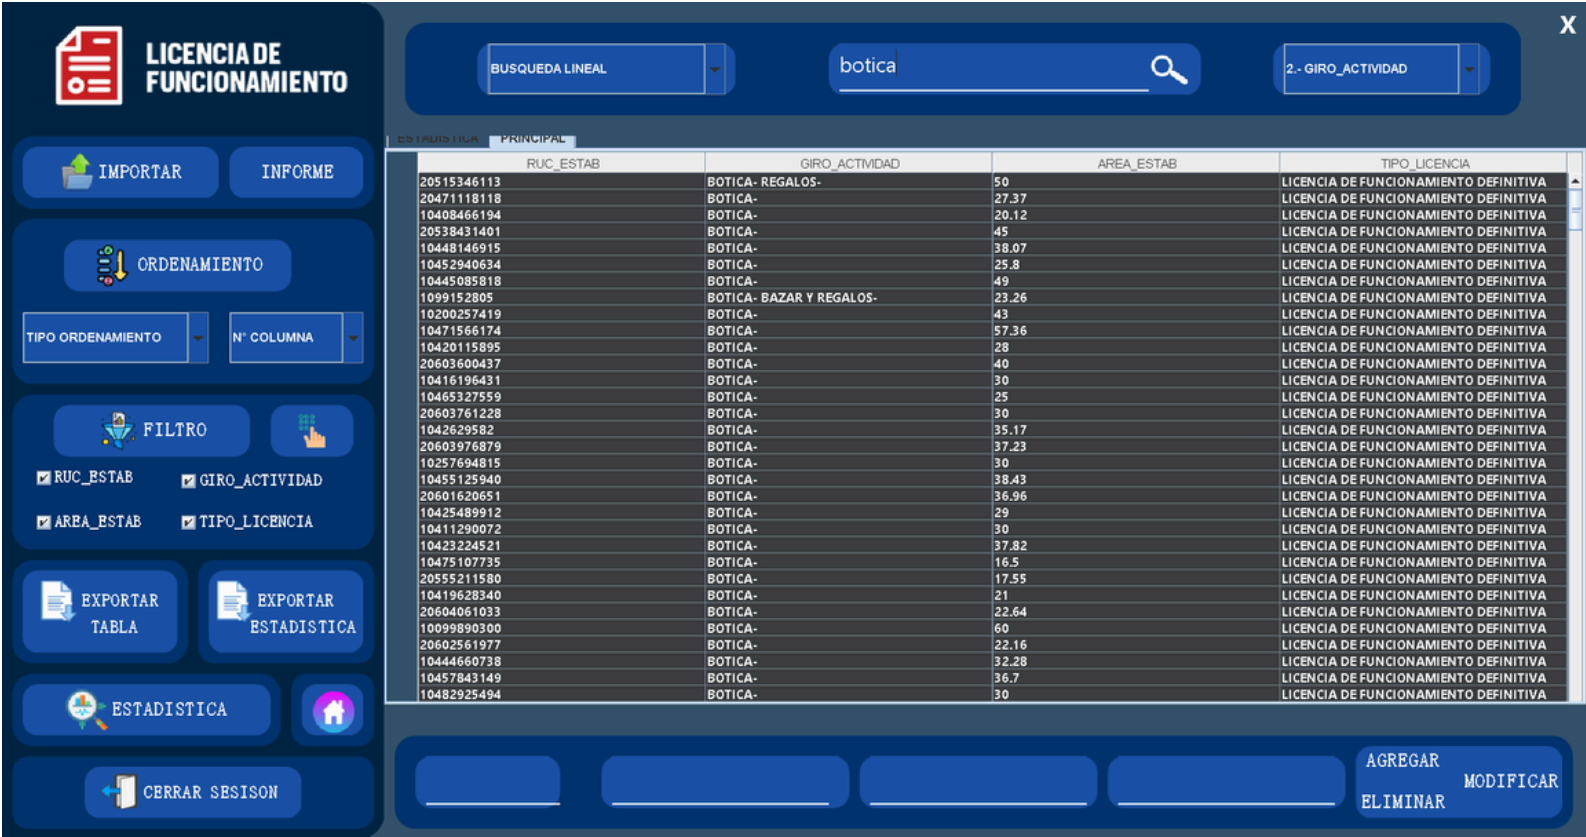 X
LICENCIA DE
FUNCIONAMIENTO
BUSQUEDA LINEAL
botica
2.- GIRO_ACTIVIDAD
IMPORTAR
INFORME
ORDENAMIENTO
TIPO ORDENAMIENTO
N° COLUMNA
FILTRO
RUC_ESTAB
GIRO_ACTIVIDAD
AREA_ESTAB
TIPO_LICENCIA
EXPORTAR
TABLA
EXPORTAR
ESTADISTICA
ESTADISTICA
CERRAR SESISON
ESTADISTICA PRINCIPAL
RUC_ESTAB GIRO_ACTIVIDAD AREA_ESTAB TIPO_LICENCIA
20515346113 BOTICA- REGALOS- 50 LICENCIA DE FUNCIONAMIENTO DEFINITIVA
20471118118 BOTICA- 27.37 LICENCIA DE FUNCIONAMIENTO DEFINITIVA
10408466194 BOTICA- 20.12 LICENCIA DE FUNCIONAMIENTO DEFINITIVA
20538431401 BOTICA- 45 LICENCIA DE FUNCIONAMIENTO DEFINITIVA
10448146915 BOTICA- 38.07 LICENCIA DE FUNCIONAMIENTO DEFINITIVA
10452940634 BOTICA- 25.8 LICENCIA DE FUNCIONAMIENTO DEFINITIVA
10445085818 BOTICA- 49 LICENCIA DE FUNCIONAMIENTO DEFINITIVA
1099152805 BOTICA- BAZAR Y REGALOS- 23.26 LICENCIA DE FUNCIONAMIENTO DEFINITIVA
10200257419 BOTICA- 43 LICENCIA DE FUNCIONAMIENTO DEFINITIVA
10471566174 BOTICA- 57.36 LICENCIA DE FUNCIONAMIENTO DEFINITIVA
10420115895 BOTICA- 28 LICENCIA DE FUNCIONAMIENTO DEFINITIVA
20603600437 BOTICA- 40 LICENCIA DE FUNCIONAMIENTO DEFINITIVA
10416196431 BOTICA- 30 LICENCIA DE FUNCIONAMIENTO DEFINITIVA
10465327559 BOTICA- 25 LICENCIA DE FUNCIONAMIENTO DEFINITIVA
20603761228 BOTICA- 30 LICENCIA DE FUNCIONAMIENTO DEFINITIVA
1042629582 BOTICA- 35.17 LICENCIA DE FUNCIONAMIENTO DEFINITIVA
20603976879 BOTICA- 37.23 LICENCIA DE FUNCIONAMIENTO DEFINITIVA
10257694815 BOTICA- 30 LICENCIA DE FUNCIONAMIENTO DEFINITIVA
10455125940 BOTICA- 38.43 LICENCIA DE FUNCIONAMIENTO DEFINITIVA
20601620651 BOTICA- 36.96 LICENCIA DE FUNCIONAMIENTO DEFINITIVA
10425489912 BOTICA- 29 LICENCIA DE FUNCIONAMIENTO DEFINITIVA
10411290072 BOTICA- 30 LICENCIA DE FUNCIONAMIENTO DEFINITIVA
10423224521 BOTICA- 37.82 LICENCIA DE FUNCIONAMIENTO DEFINITIVA
10475107735 BOTICA- 16.5 LICENCIA DE FUNCIONAMIENTO DEFINITIVA
20555211580 BOTICA- 17.55 LICENCIA DE FUNCIONAMIENTO DEFINITIVA
10419628340 BOTICA- 21 LICENCIA DE FUNCIONAMIENTO DEFINITIVA
20604061033 BOTICA- 22.64 LICENCIA DE FUNCIONAMIENTO DEFINITIVA
10099890300 BOTICA- 60 LICENCIA DE FUNCIONAMIENTO DEFINITIVA
20602561977 BOTICA- 22.16 LICENCIA DE FUNCIONAMIENTO DEFINITIVA
10444660738 BOTICA- 32.28 LICENCIA DE FUNCIONAMIENTO DEFINITIVA
10457843149 BOTICA- 36.7 LICENCIA DE FUNCIONAMIENTO DEFINITIVA
10482925494 BOTICA- 30 LICENCIA DE FUNCIONAMIENTO DEFINITIVA
AGREGAR
MODIFICAR
ELIMINAR